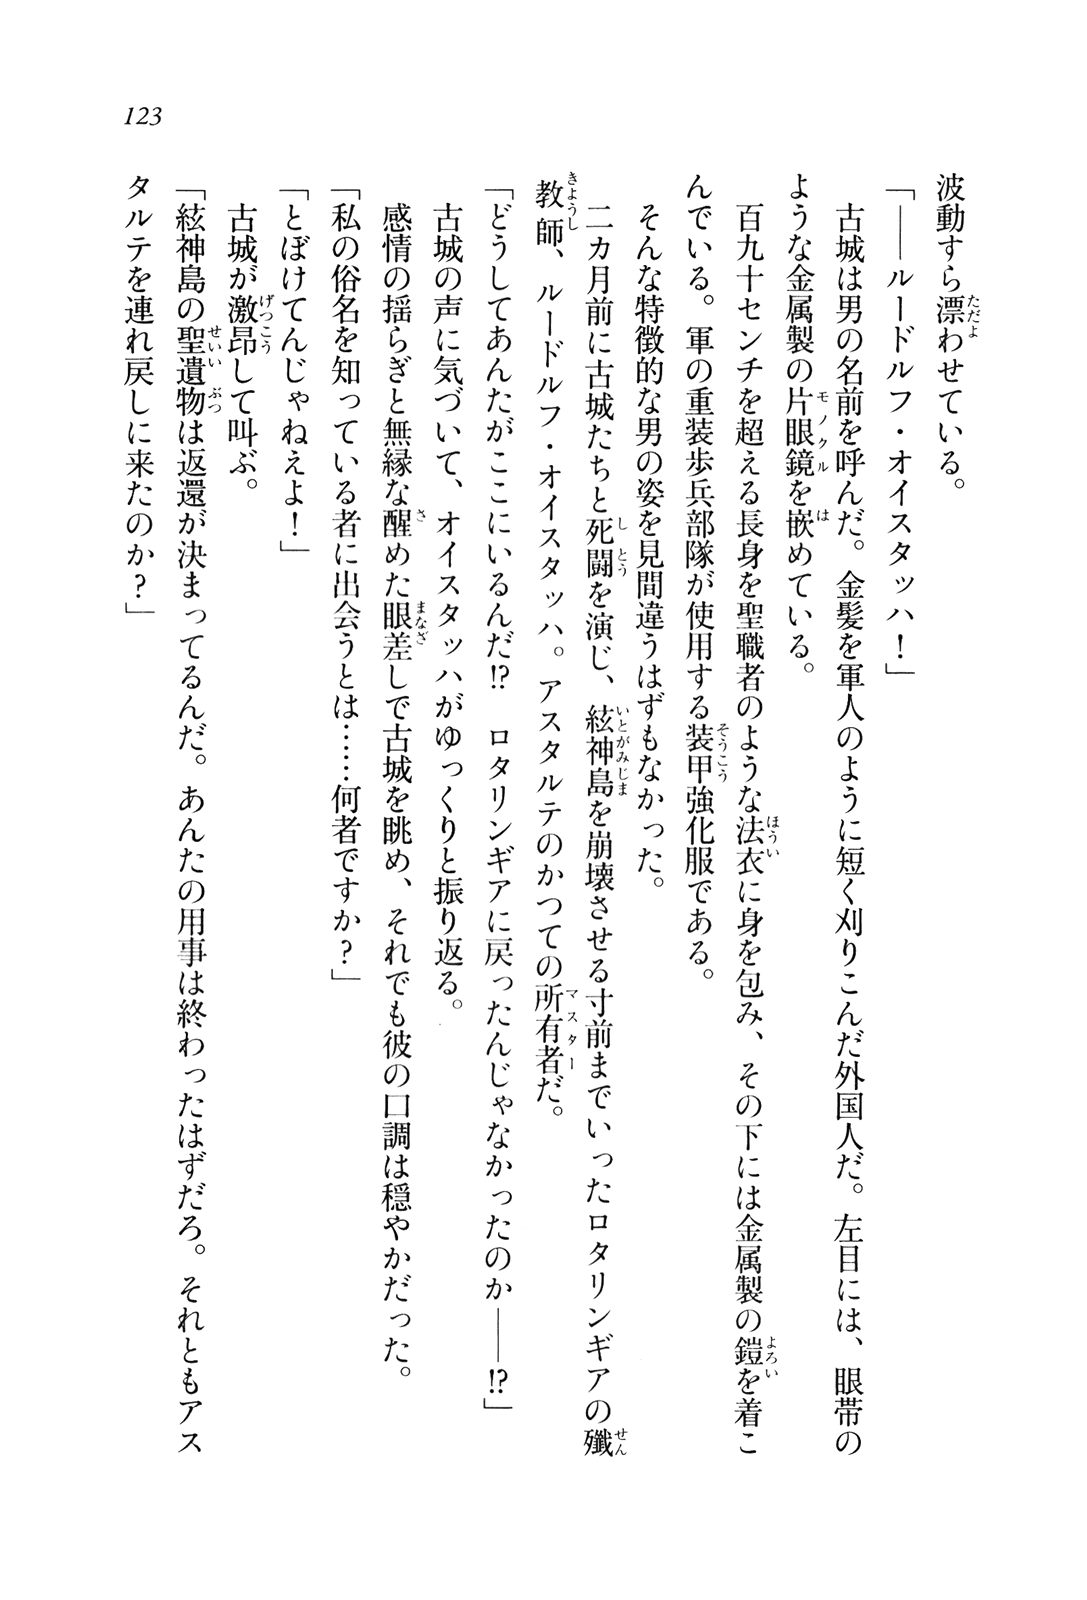 123
波動すら漂わせている。
「――ルードルフ・オイスタッハ！」
　古城は男の名前を呼んだ。金髪を軍人のように短く刈りこんだ外国人だ。左目には、眼帯の
ような金属製の片眼鏡を嵌めている。
　百九十センチを超える長身を聖職者のような法衣に身を包み、その下には金属製の鎧を着こ
んでいる。軍の重装歩兵部隊が使用する装甲強化服である。
　そんな特徴的な男の姿を見間違うはずもなかった。
　二カ月前に古城たちと死闘を演じ、絃神島を崩壊させる寸前までいったロタリンギアの殲
教師、ルードルフ・オイスタッハ。アスタルテのかつての所有者だ。
「どうしてあんたがここにいるんだ!?　ロタリンギアに戻ったんじゃなかったのか――!?」
　古城の声に気づいて、オイスタッハがゆっくりと振り返る。
　感情の揺らぎと無縁な醒めた眼差しで古城を眺め、それでも彼の口調は穏やかだった。
「私の俗名を知っている者に出会うとは……何者ですか？」
「とぼけてんじゃねえよ！」
　古城が激昂して叫ぶ。
「絃神島の聖遺物は返還が決まってるんだ。あんたの用事は終わったはずだろ。それともアス
タルテを連れ戻しに来たのか？」